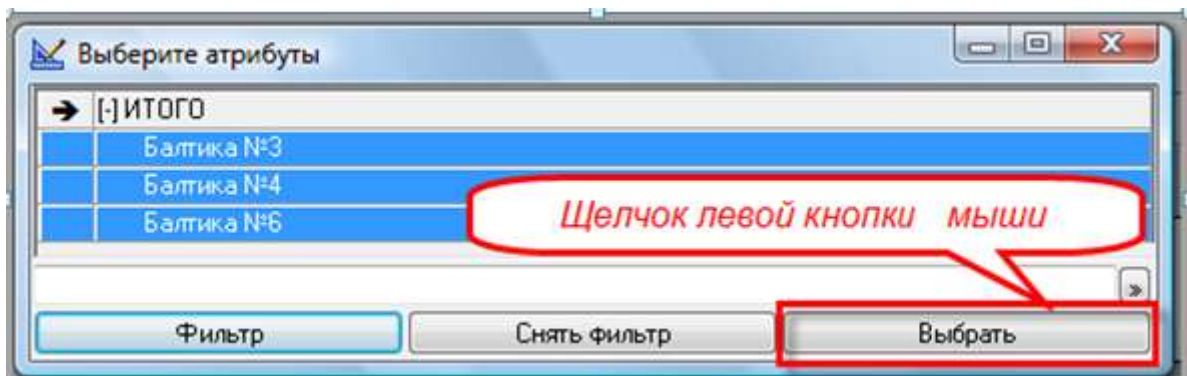 Выберите атрибуты
[-] ИТОГО
Балтика №3
Балтика №4
Балтика №6
Щелчок левой кнопки мыши
»
Фильтр Снять фильтр Выбрать